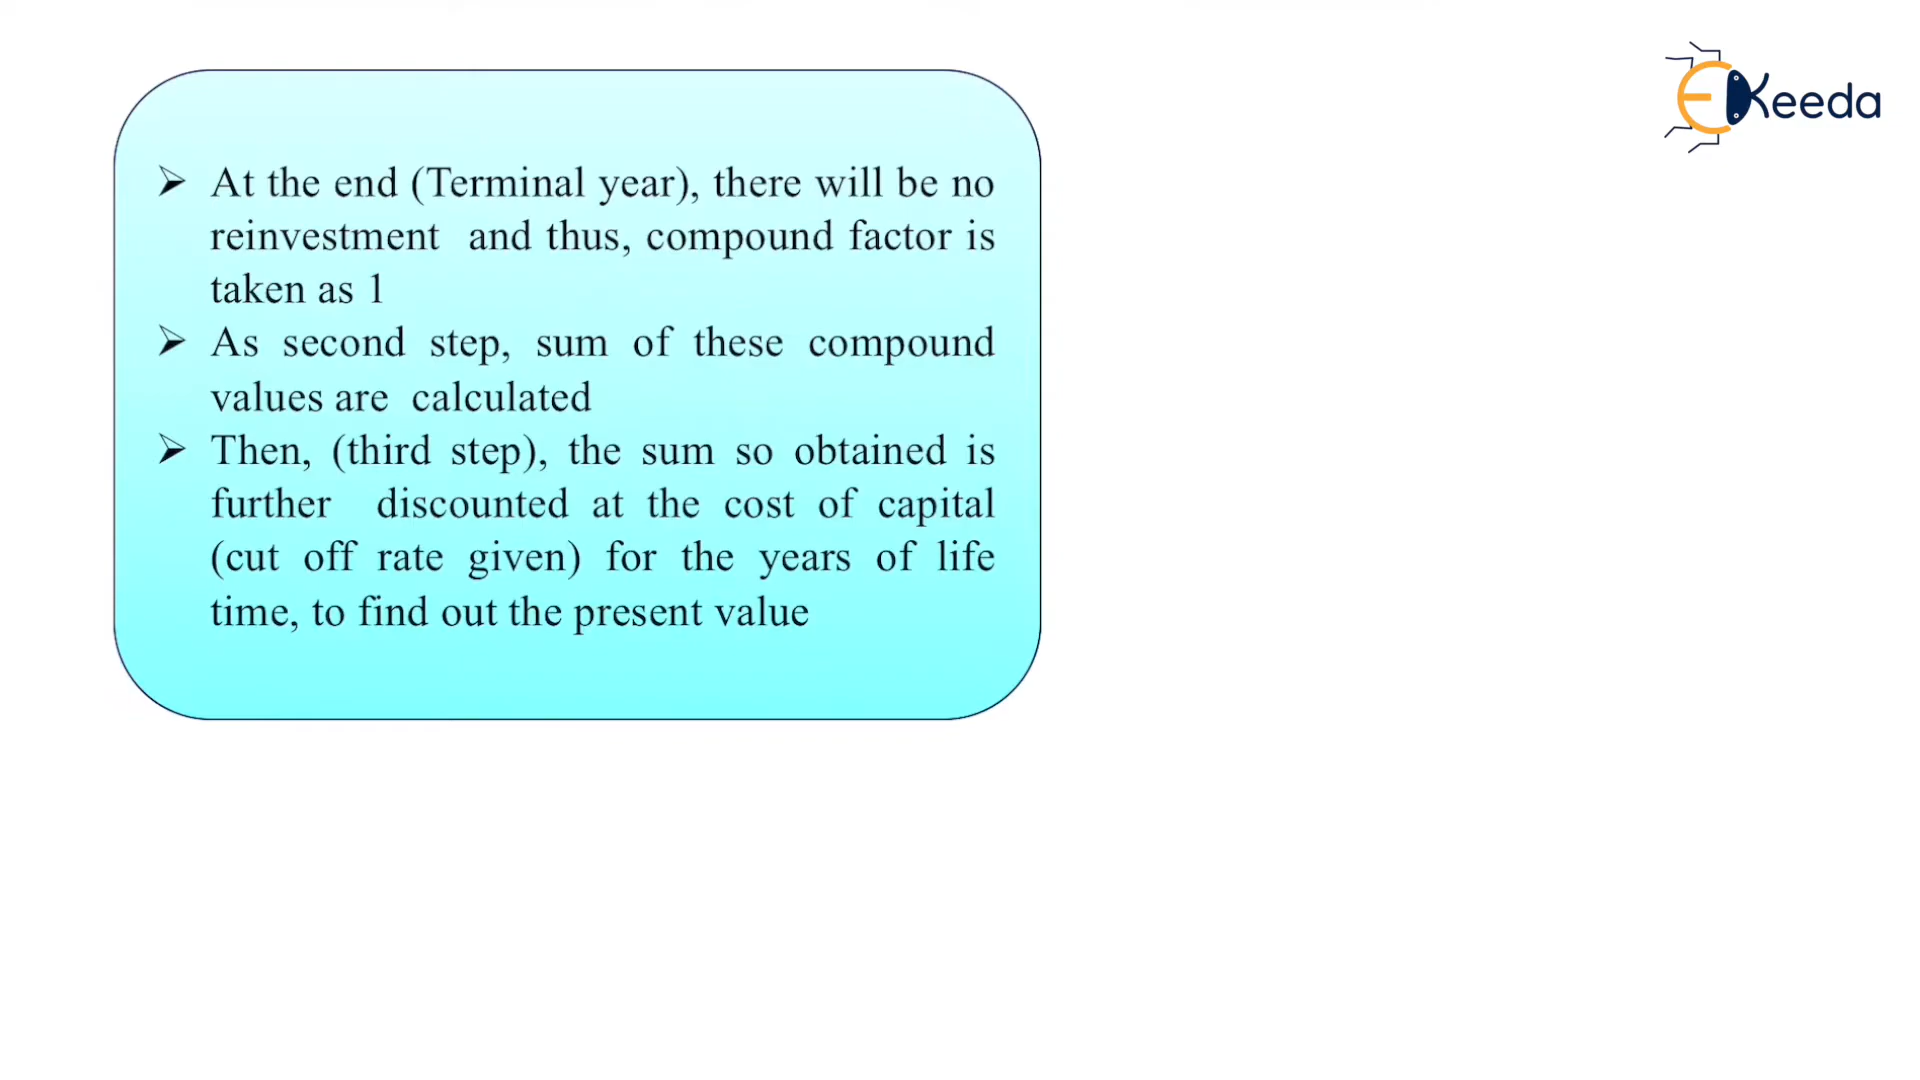 EKeeda
➢ At the end (Terminal year), there will be no
reinvestment and thus, compound factor is
taken as 1
➢ As second step, sum of these compound
values are calculated
➢ Then, (third step), the sum so obtained is
further discounted at the cost of capital
(cut off rate given) for the years of life
time, to find out the present value